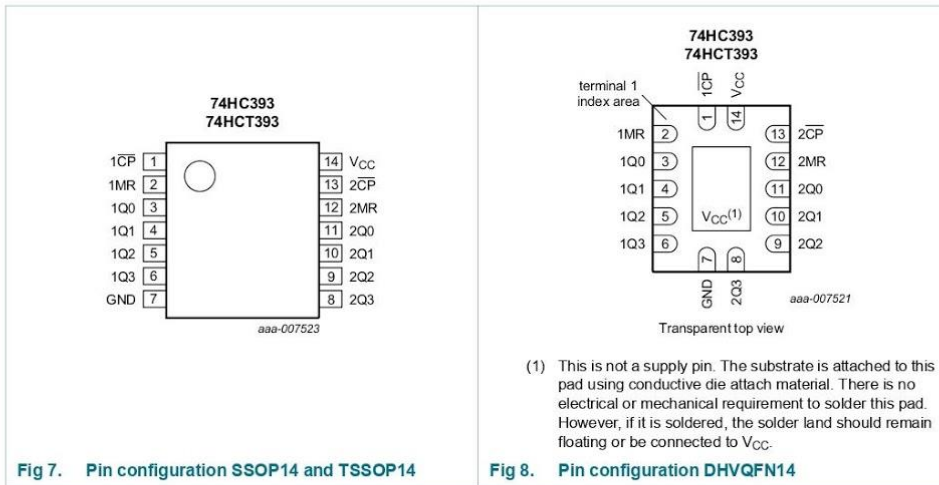 74HC393
74HCT393
1C̅P̅ 1
1MR 2
1Q0 3
1Q1 4
1Q2 5
1Q3 6
GND 7
14 VCC
13 2C̅P̅
12 2MR
11 2Q0
10 2Q1
9 2Q2
8 2Q3
aaa-007523
Fig 7. Pin configuration SSOP14 and TSSOP14
74HC393
74HCT393
terminal 1
index area
1C̅P̅ VCC
1 14
1MR 2
1Q0 3
1Q1 4
1Q2 5
1Q3 6
13 2C̅P̅
12 2MR
11 2Q0
10 2Q1
9 2Q2
VCC(1)
7 8
GND 2Q3
aaa-007521
Transparent top view
(1) This is not a supply pin. The substrate is attached to this
pad using conductive die attach material. There is no
electrical or mechanical requirement to solder this pad.
However, if it is soldered, the solder land should remain
floating or be connected to VCC.
Fig 8. Pin configuration DHVQFN14